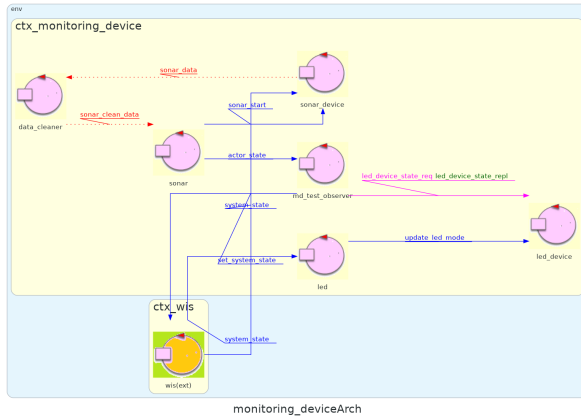 env
ctx_monitoring_device
sonar_data
sonar_device
sonar_start
sonar_clean_data
data_cleaner
actor_state
sonar
led_device_state_req led_device_state_repl
md_test_observer
system_state
update_led_mode
led_device
set_system_state
led
ctx_wis
system_state
wis(ext)
monitoring_deviceArch